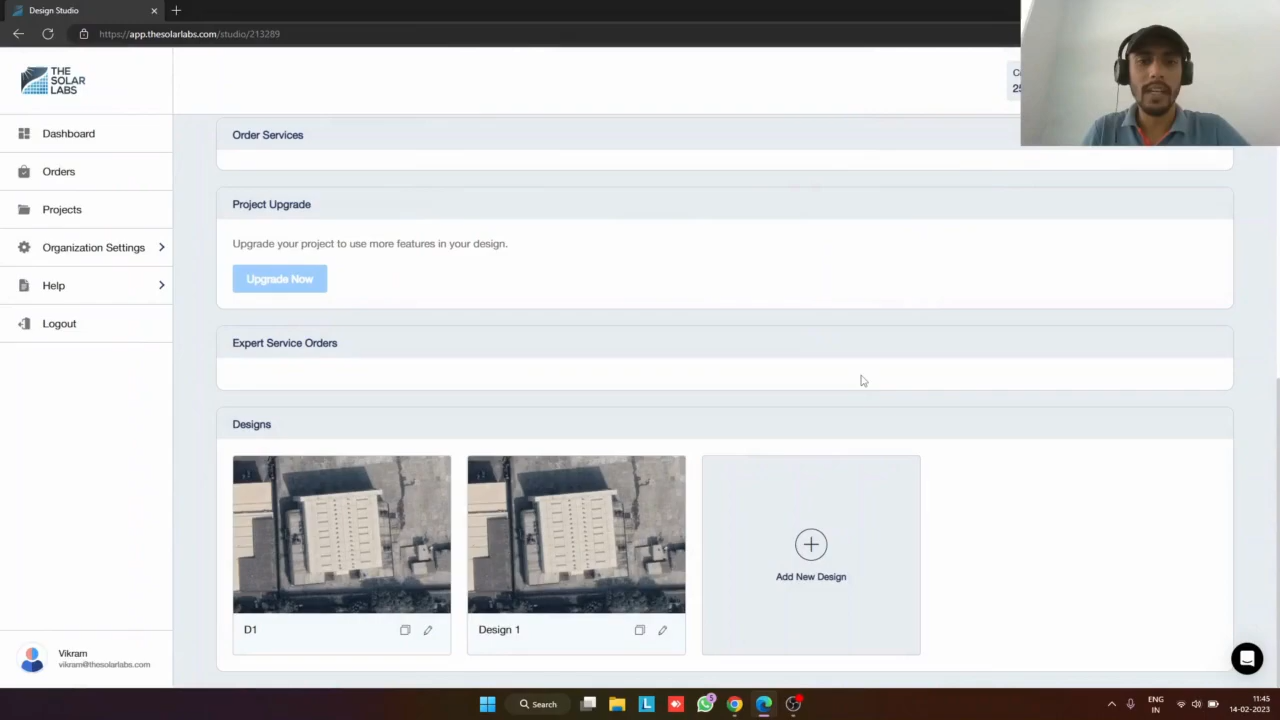 Design Studio
https://app.thesolarlabs.com/studio/213289
THE
SOLAR
LABS
Dashboard
Orders
Projects
Organization Settings
Help
Logout
Order Services
Project Upgrade
Upgrade your project to use more features in your design.
Upgrade Now
Expert Service Orders
Designs
D1
Design 1
Add New Design
Vikram
vikram@thesolarlabs.com
Search
5
ENG
IN
11:45
14-02-2023